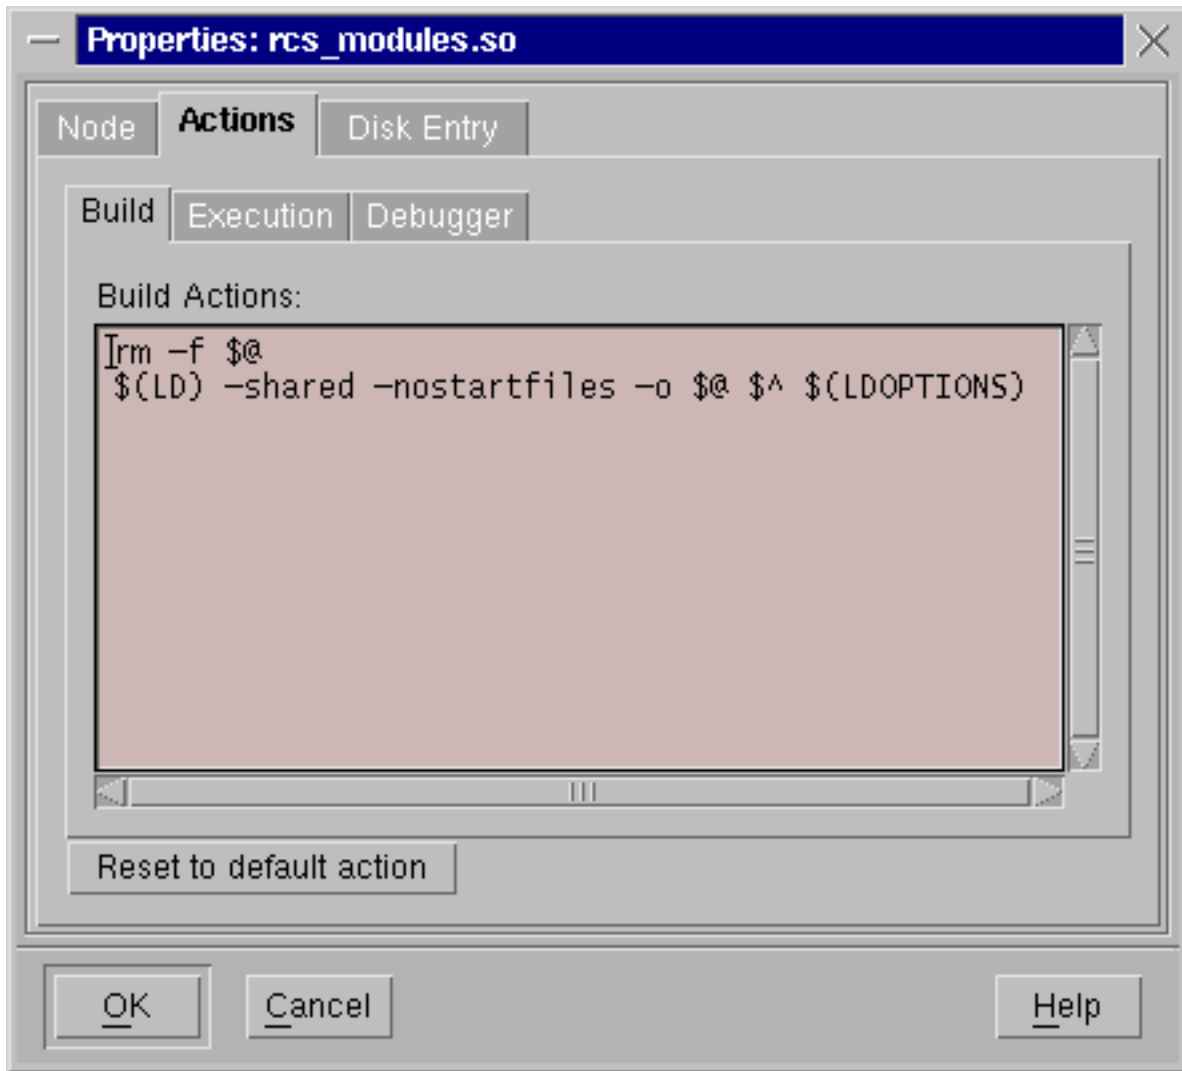 Properties: rcs_modules.so
Node Actions Disk Entry
Build Execution Debugger
Build Actions:
rm -f $@
$(LD) -shared -nostartfiles -o $@ $^ $(LDOPTIONS)
Reset to default action
OK Cancel Help